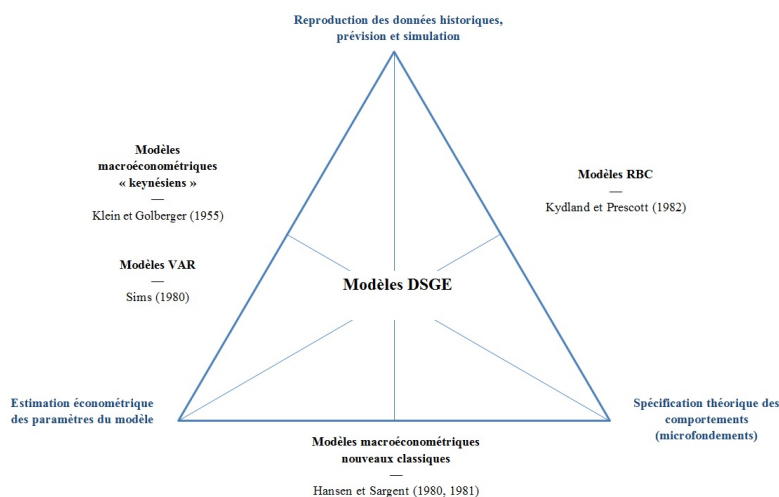 Reproduction des données historiques,
prévision et simulation
Modèles
macroéconométriques
« keynésiens »
—
Klein et Golberger (1955)
Modèles RBC
—
Kydland et Prescott (1982)
Modèles VAR
—
Sims (1980)
Modèles DSGE
Estimation économétrique
des paramètres du modèle
Spécification théorique des
comportements
(microfondements)
Modèles macroéconométriques
nouveaux classiques
—
Hansen et Sargent (1980, 1981)